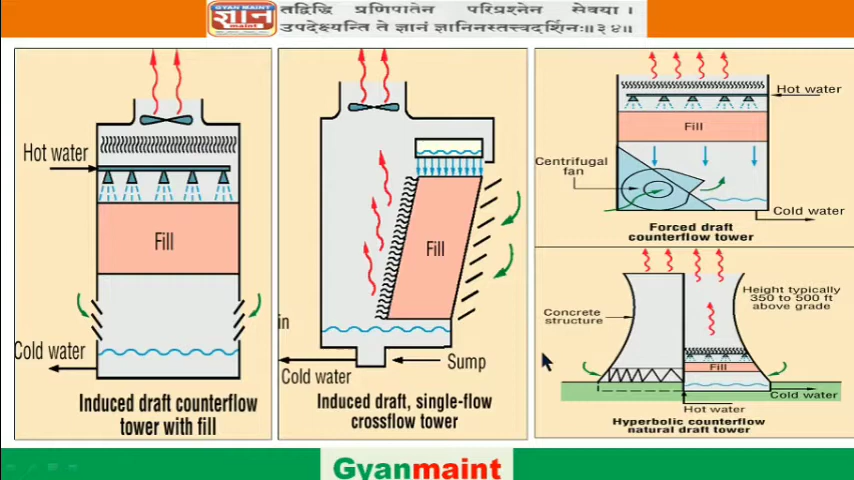 GYAN MAINT
ज्ञान
maint
तद्विद्धि प्रणिपातेन परिप्रश्नेन सेवया।
उपदेक्ष्यन्ति ते ज्ञानं ज्ञानिनस्तत्त्वदर्शिनः॥३४॥
Hot water
Fill
Cold water
Induced draft counterflow
tower with fill
Fill
in
Sump
Cold water
Induced draft, single-flow
crossflow tower
Hot water
Fill
Centrifugal
fan
Cold water
Forced draft
counterflow tower
Height typically
350 to 500 ft
above grade
Concrete
structure
Fill
Cold water
Hot water
Hyperbolic counterflow
natural draft tower
Gyanmaint